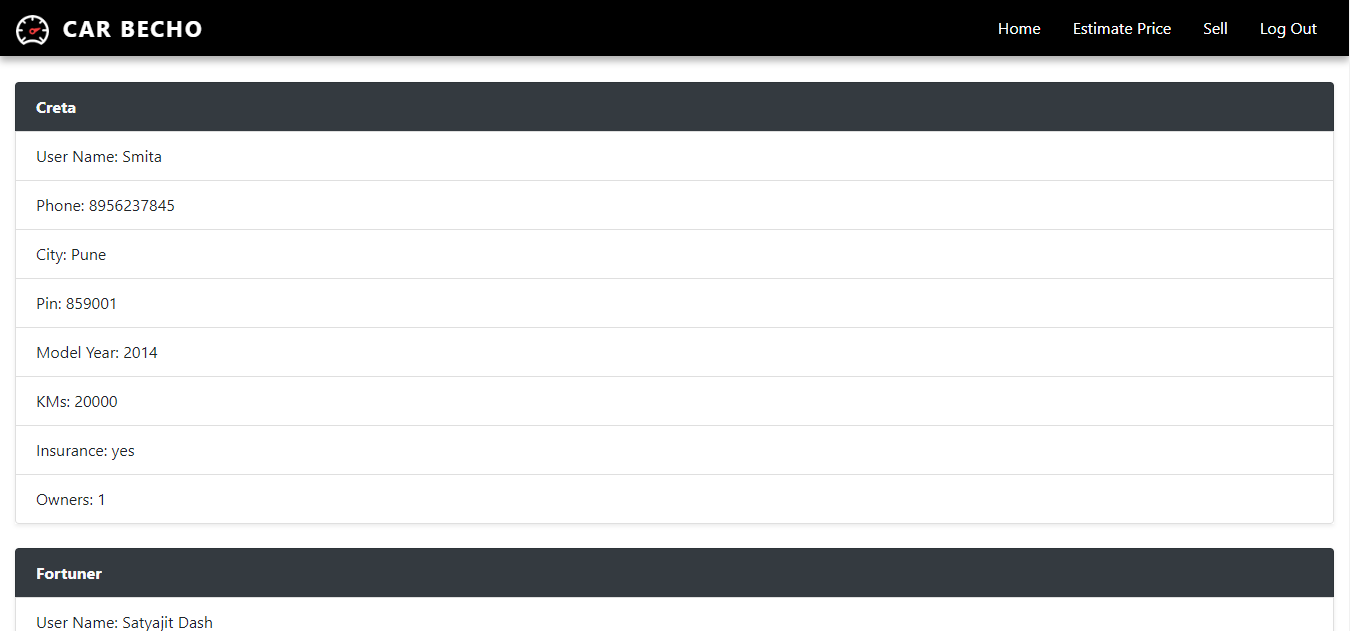 CAR BECHO
Home Estimate Price Sell Log Out
Creta
User Name: Smita
Phone: 8956237845
City: Pune
Pin: 859001
Model Year: 2014
KMs: 20000
Insurance: yes
Owners: 1
Fortuner
User Name: Satyajit Dash